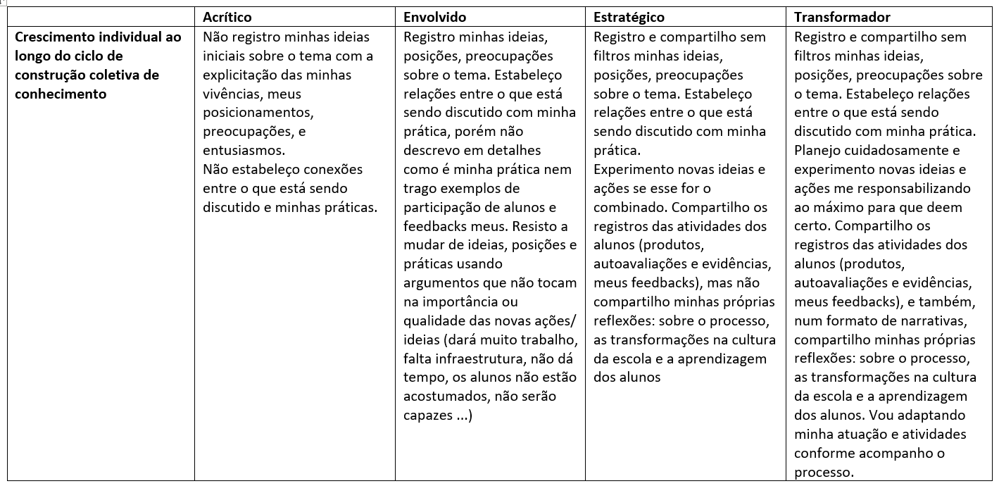 Acrítico
Envolvido
Estratégico
Transformador
Crescimento individual ao
longo do ciclo de
construção coletiva de
conhecimento
Não registro minhas ideias
iniciais sobre o tema com a
explicitação das minhas
vivências, meus
posicionamentos,
preocupações, e
entusiasmos.
Não estabeleço conexões
entre o que está sendo
discutido e minhas práticas.
Registro minhas ideias,
posições, preocupações
sobre o tema. Estabeleço
relações entre o que está
sendo discutido com minha
prática, porém não
descrevo em detalhes
como é minha prática nem
trago exemplos de
participação de alunos e
feedbacks meus. Resisto a
mudar de ideias, posições e
práticas usando
argumentos que não tocam
na importância ou
qualidade das novas ações/
ideias (dará muito trabalho,
falta infraestrutura, não dá
tempo, os alunos não estão
acostumados, não serão
capazes ...)
Registro e compartilho sem
filtros minhas ideias,
posições, preocupações
sobre o tema. Estabeleço
relações entre o que está
sendo discutido com minha
prática.
Experimento novas ideias e
ações se esse for o
combinado. Compartilho os
registros das atividades dos
alunos (produtos,
autoavaliações e evidências,
meus feedbacks), mas não
compartilho minhas próprias
reflexões: sobre o processo,
as transformações na cultura
da escola e a aprendizagem
dos alunos
Registro e compartilho sem
filtros minhas ideias,
posições, preocupações sobre
o tema. Estabeleço relações
entre o que está sendo
discutido com minha prática.
Planejo cuidadosamente e
experimento novas ideias e
ações me responsabilizando
ao máximo para que deem
certo. Compartilho os
registros das atividades dos
alunos (produtos,
autoavaliações e evidências,
meus feedbacks), e também,
num formato de narrativas,
compartilho minhas próprias
reflexões: sobre o processo,
as transformações na cultura
da escola e a aprendizagem
dos alunos. Vou adaptando
minha atuação e atividades
conforme acompanho o
processo.